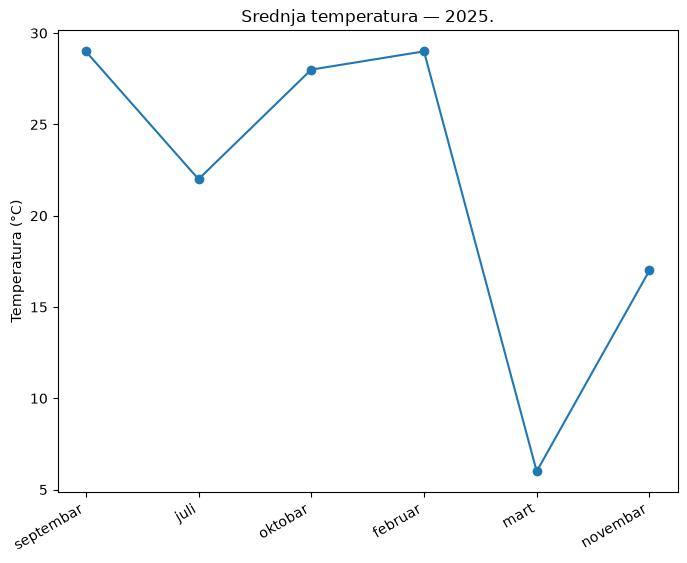 Srednja temperatura — 2025.
Temperatura (°C)
30
25
20
15
10
5
septembar
juli
oktobar
februar
mart
novembar